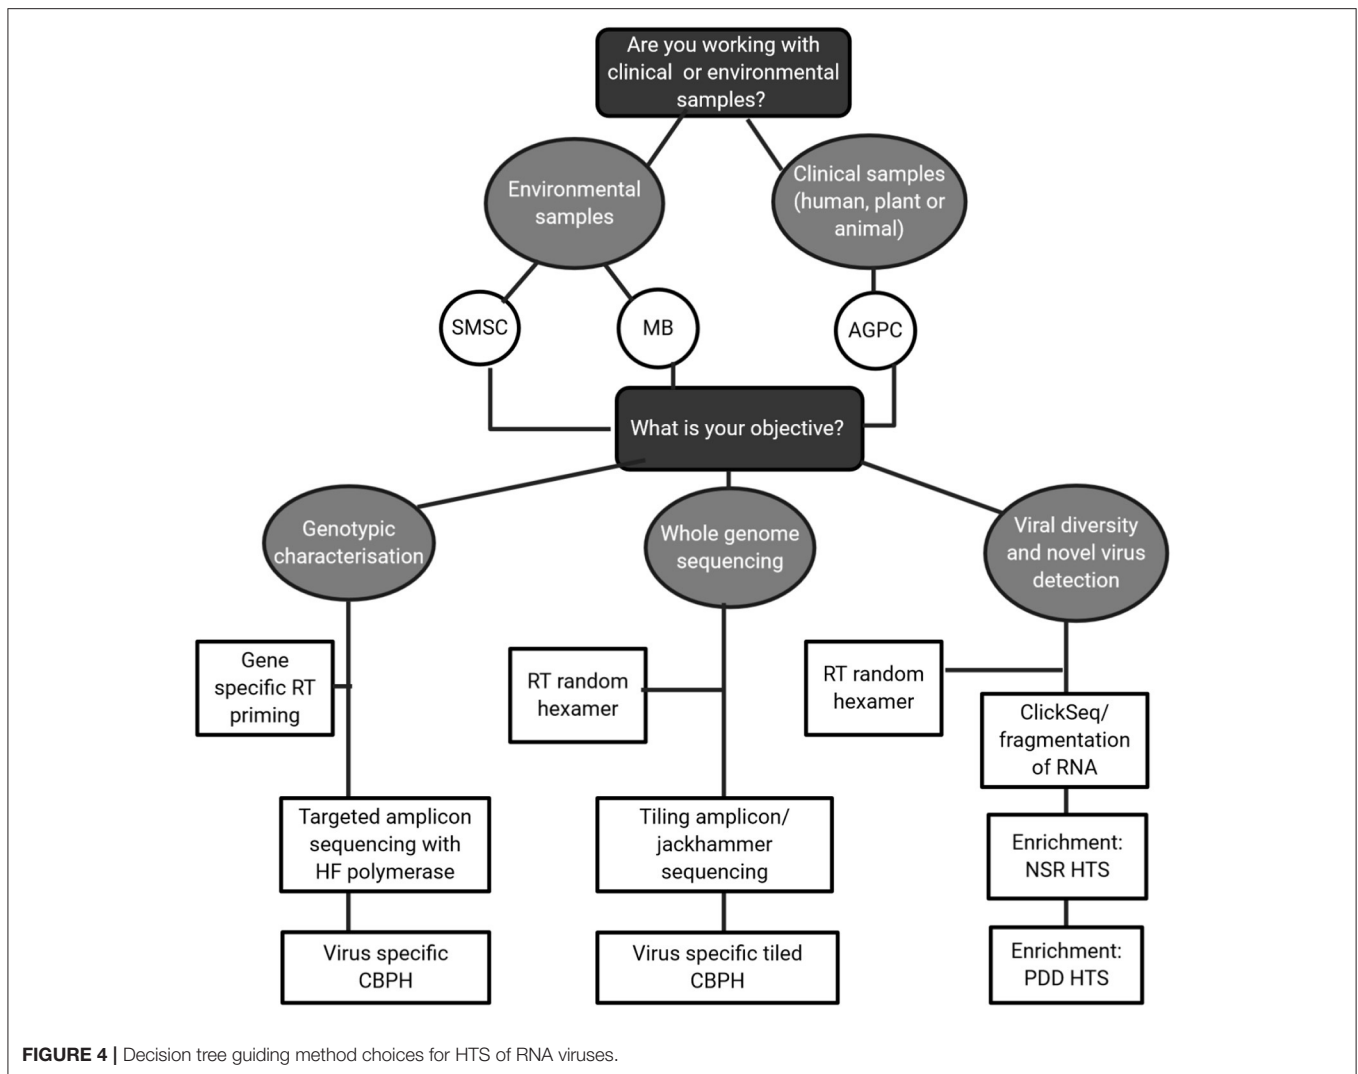 Are you working with
clinical or environmental
samples?
Environmental
samples
Clinical samples
(human, plant or
animal)
SMSC
MB
AGPC
What is your objective?
Genotypic
characterisation
Whole genome
sequencing
Viral diversity
and novel virus
detection
Gene
specific RT
priming
RT random
hexamer
RT random
hexamer
ClickSeq/
fragmentation
of RNA
Targeted amplicon
sequencing with
HF polymerase
Tiling amplicon/
jackhammer
sequencing
Enrichment:
NSR HTS
Virus specific
CBPH
Virus specific tiled
CBPH
Enrichment:
PDD HTS
FIGURE 4 | Decision tree guiding method choices for HTS of RNA viruses.